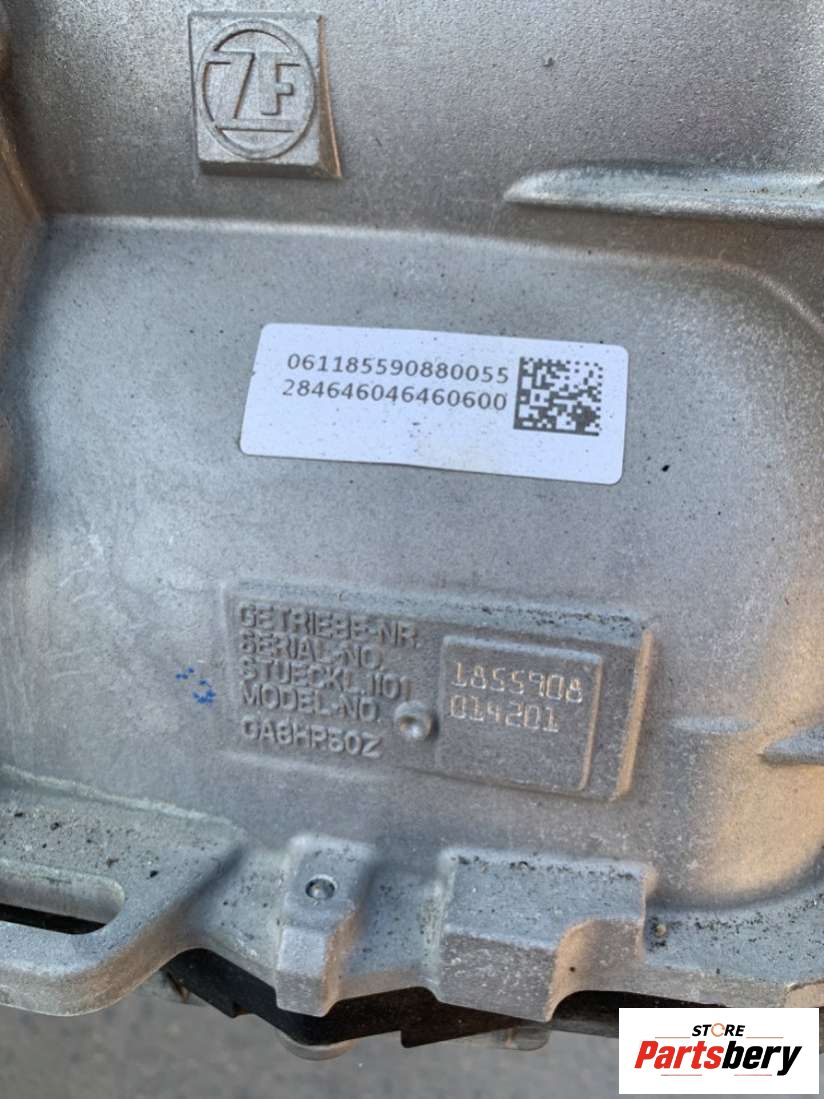 ZF
061185590880055
284646046460600
GETRIEBE-NR.
SERIAL-NO.
STUECKL.1101
MODEL-NO.
GA8HP50Z
1855908
014201
STORE
Partsbery